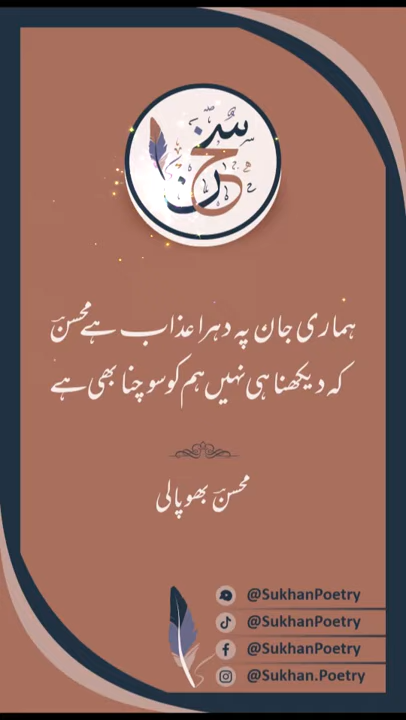 سخن
ہماری جان پہ دہرا عذاب ہے محسنؔ
کہ دیکھنا ہی نہیں ہم کو سوچنا بھی ہے
محسنؔ بھوپالی
@SukhanPoetry
@SukhanPoetry
@SukhanPoetry
@Sukhan.Poetry